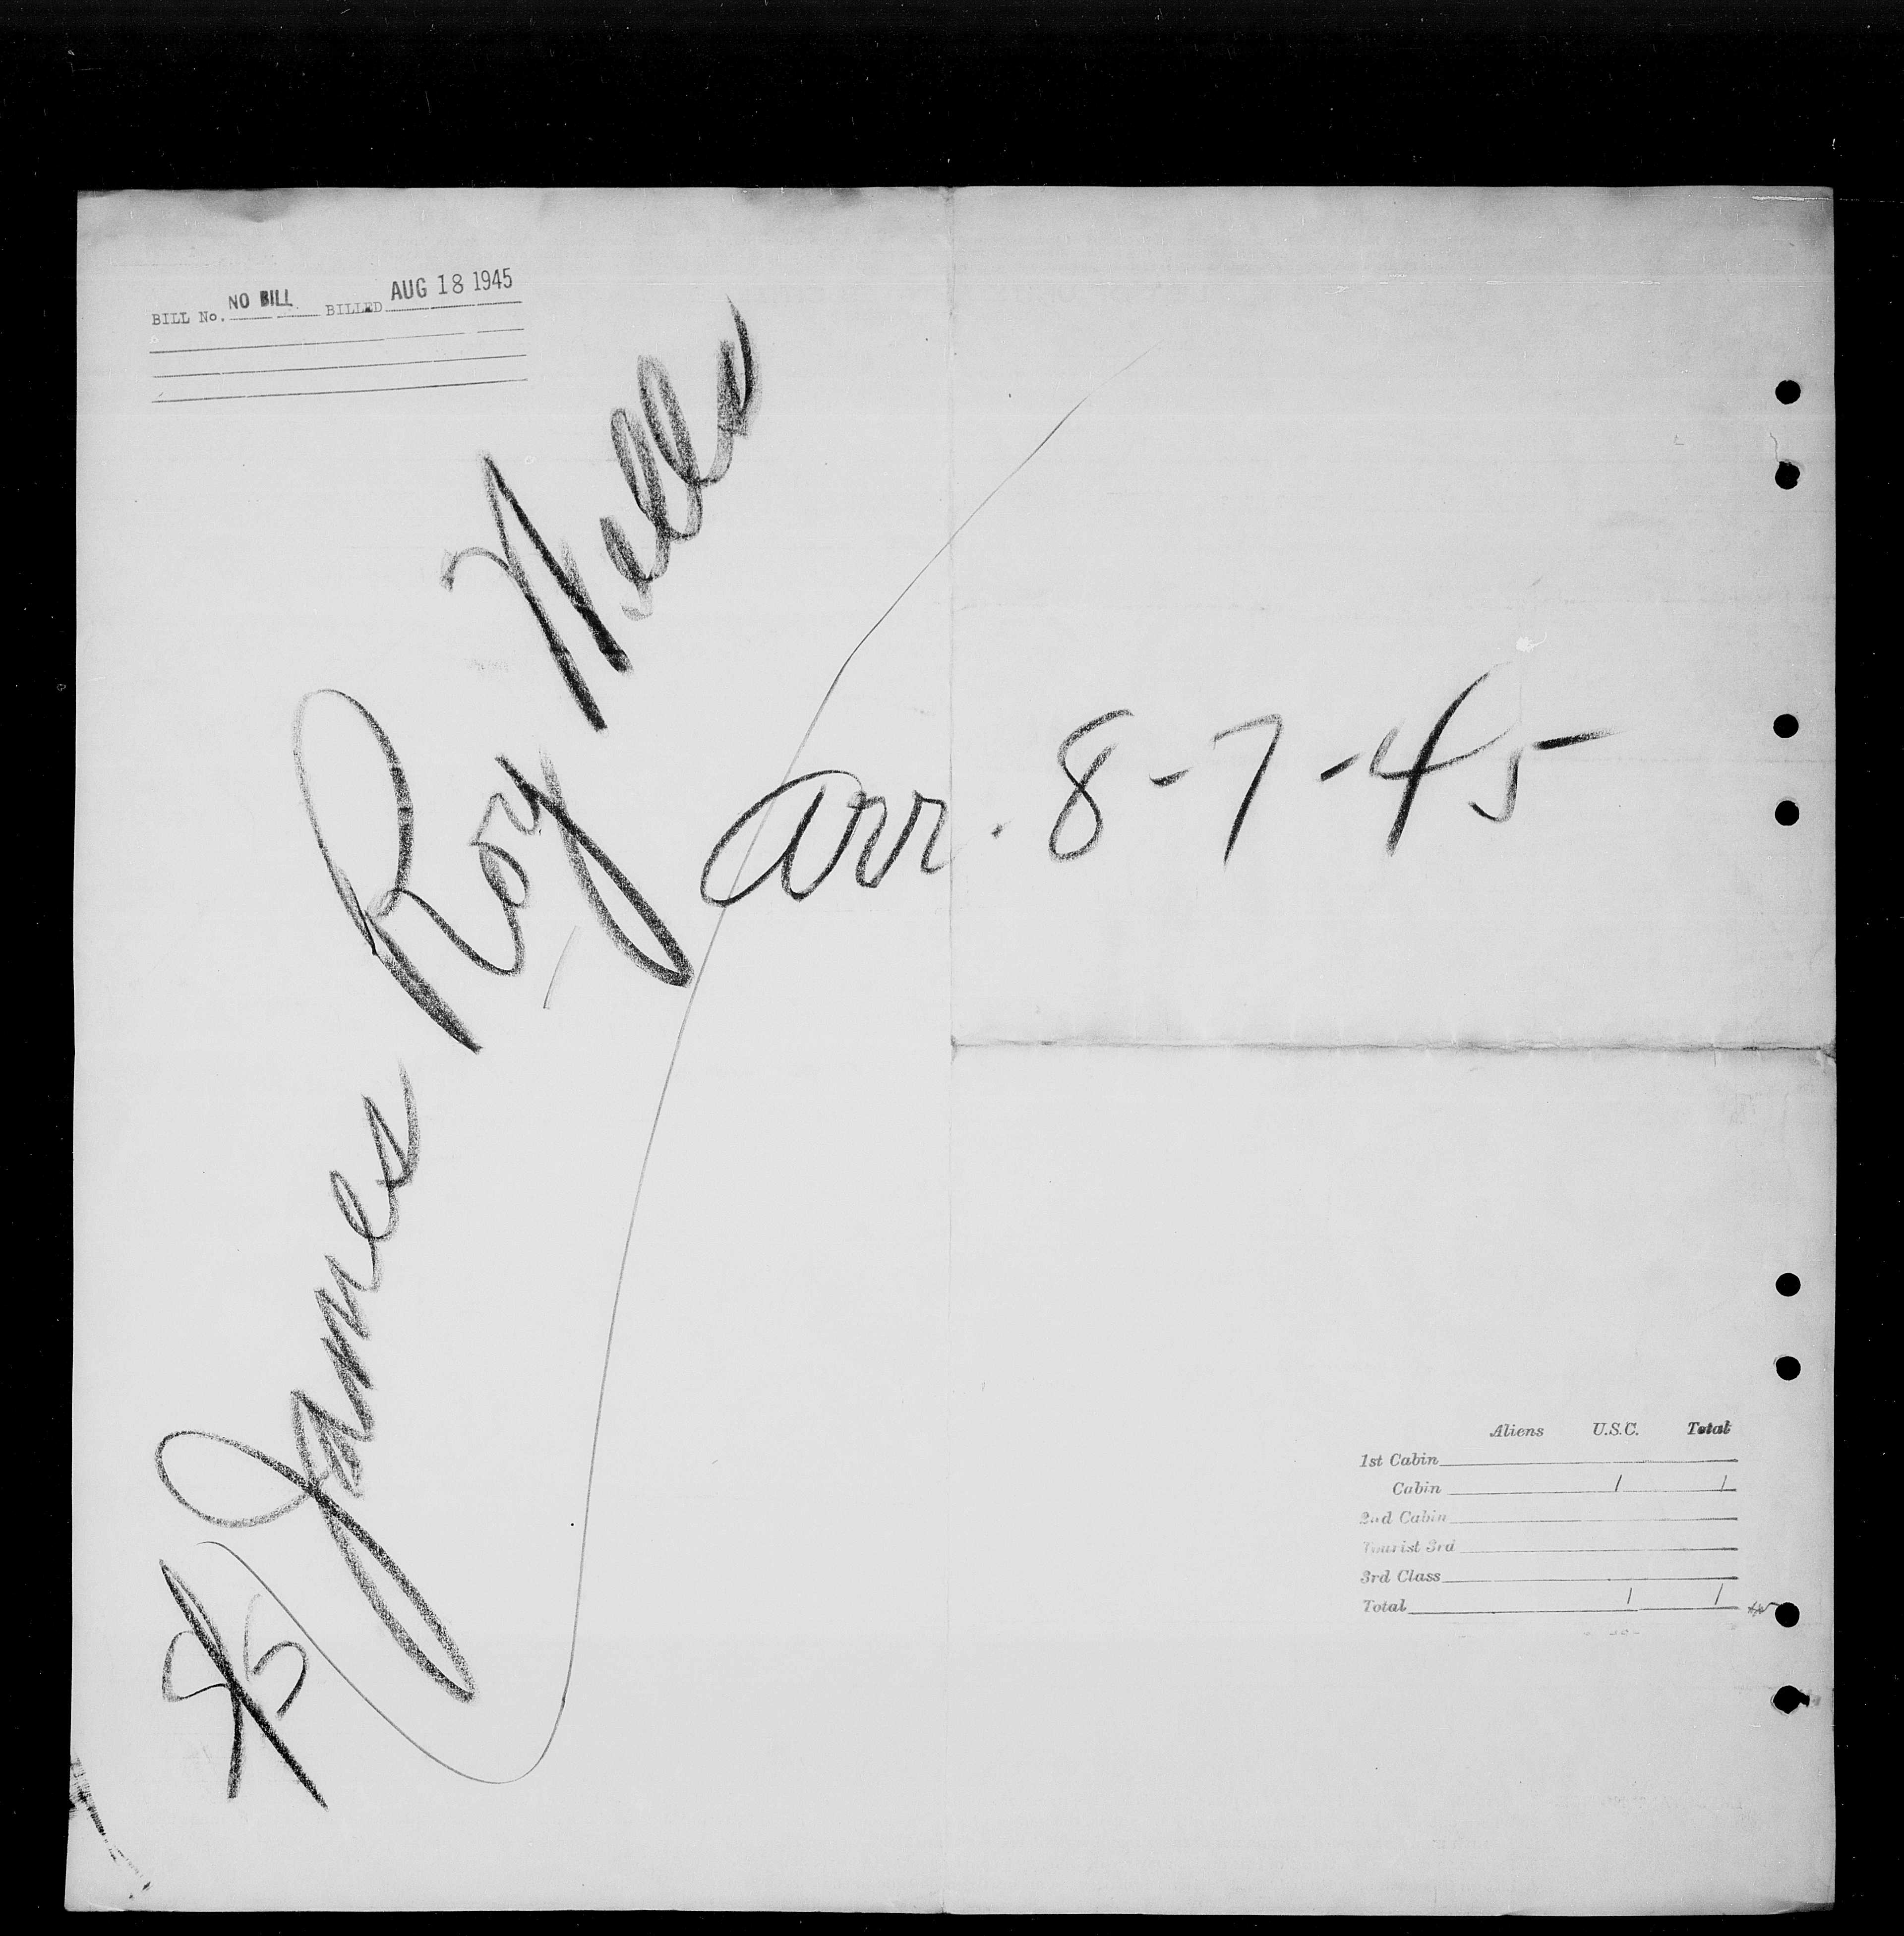 BILL No. NO BILL BILLED AUG 18 1945
S/S James Roy Wells
arr. 8-7-45
Aliens U.S.C. Total
1st Cabin
Cabin 1 1
2nd Cabin
Tourist 3rd
3rd Class
Total 1 1